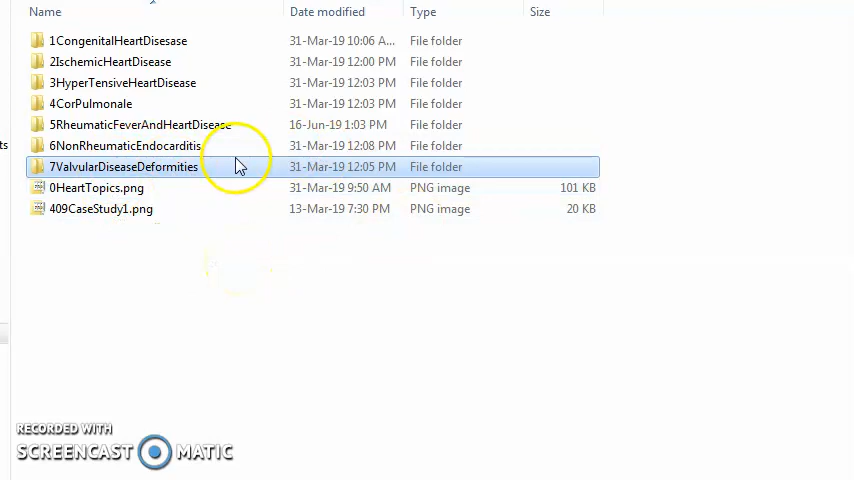 Name Date modified Type Size
1CongenitalHeartDisesase 31-Mar-19 10:06 A... File folder
2IschemicHeartDisease 31-Mar-19 12:00 PM File folder
3HyperTensiveHeartDisease 31-Mar-19 12:03 PM File folder
4CorPulmonale 31-Mar-19 12:03 PM File folder
5RheumaticFeverAndHeartDisease 16-Jun-19 1:03 PM File folder
ts 6NonRheumaticEndocarditis 31-Mar-19 12:08 PM File folder
7ValvularDiseaseDeformities 31-Mar-19 12:05 PM File folder
0HeartTopics.png 31-Mar-19 9:50 AM PNG image 101 KB
409CaseStudy1.png 13-Mar-19 7:30 PM PNG image 20 KB
RECORDED WITH
SCREENCAST MATIC